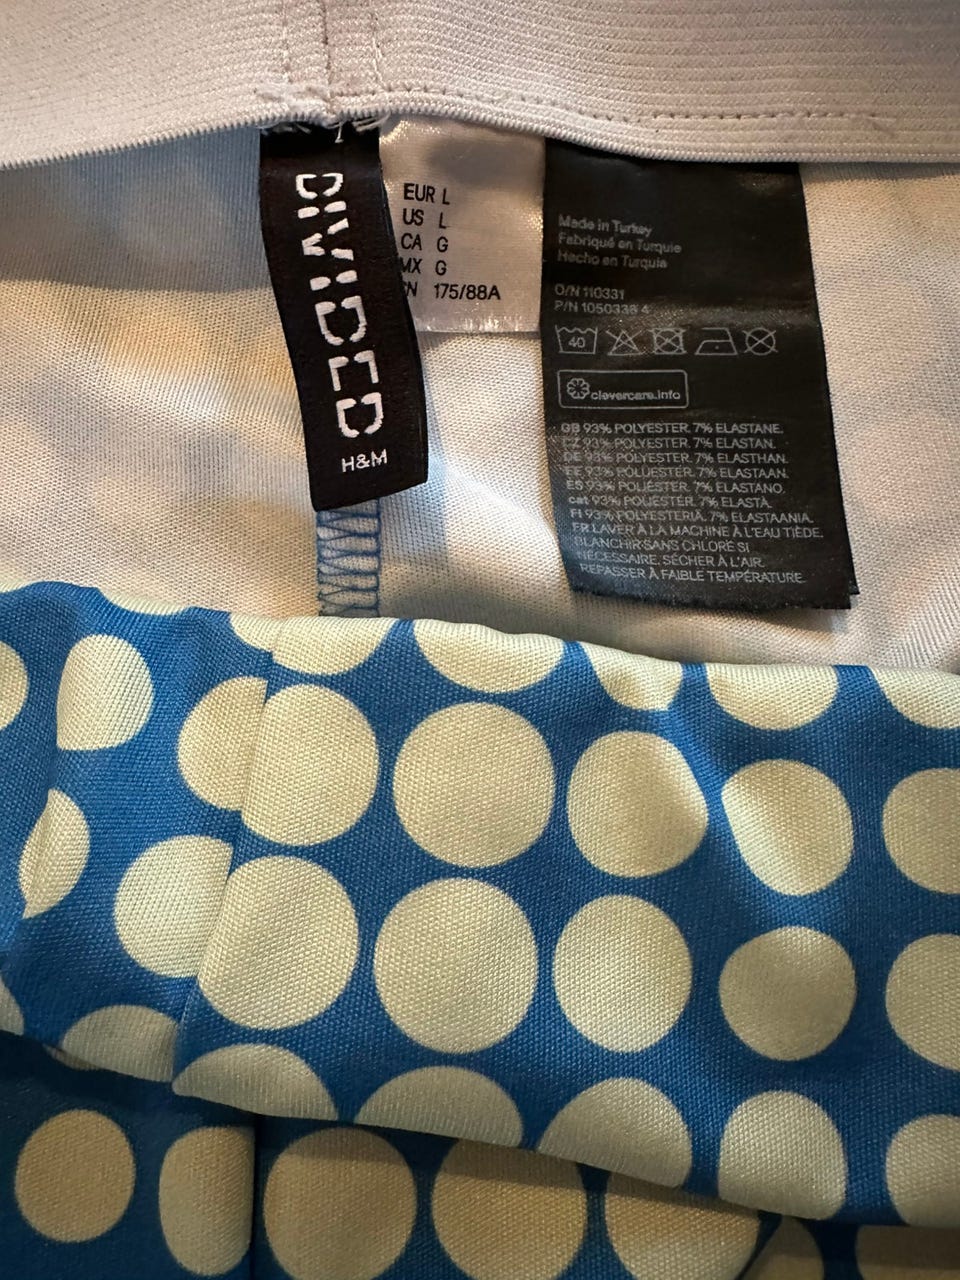 DIVIDED
H&M
EUR L
US L
CA G
MX G
CN 175/88A
Made in Turkey
Fabriqué en Turquie
Hecho en Turquía
O/N 110331
P/N 1050338 4
40
clevercare.info
GB 93% POLYESTER. 7% ELASTANE.
CZ 93% POLYESTER. 7% ELASTAN.
DE 93% POLYESTER. 7% ELASTHAN.
EE 93% POLÜESTER. 7% ELASTAAN.
ES 93% POLIÉSTER. 7% ELASTANO.
cat 93% POLIÈSTER. 7% ELASTÀ.
FI 93% POLYESTERIÄ. 7% ELASTAANIA.
FR LAVER À LA MACHINE À L'EAU TIÈDE.
BLANCHIR SANS CHLORE SI
NÉCESSAIRE. SÉCHER À L'AIR.
REPASSER À FAIBLE TEMPÉRATURE.